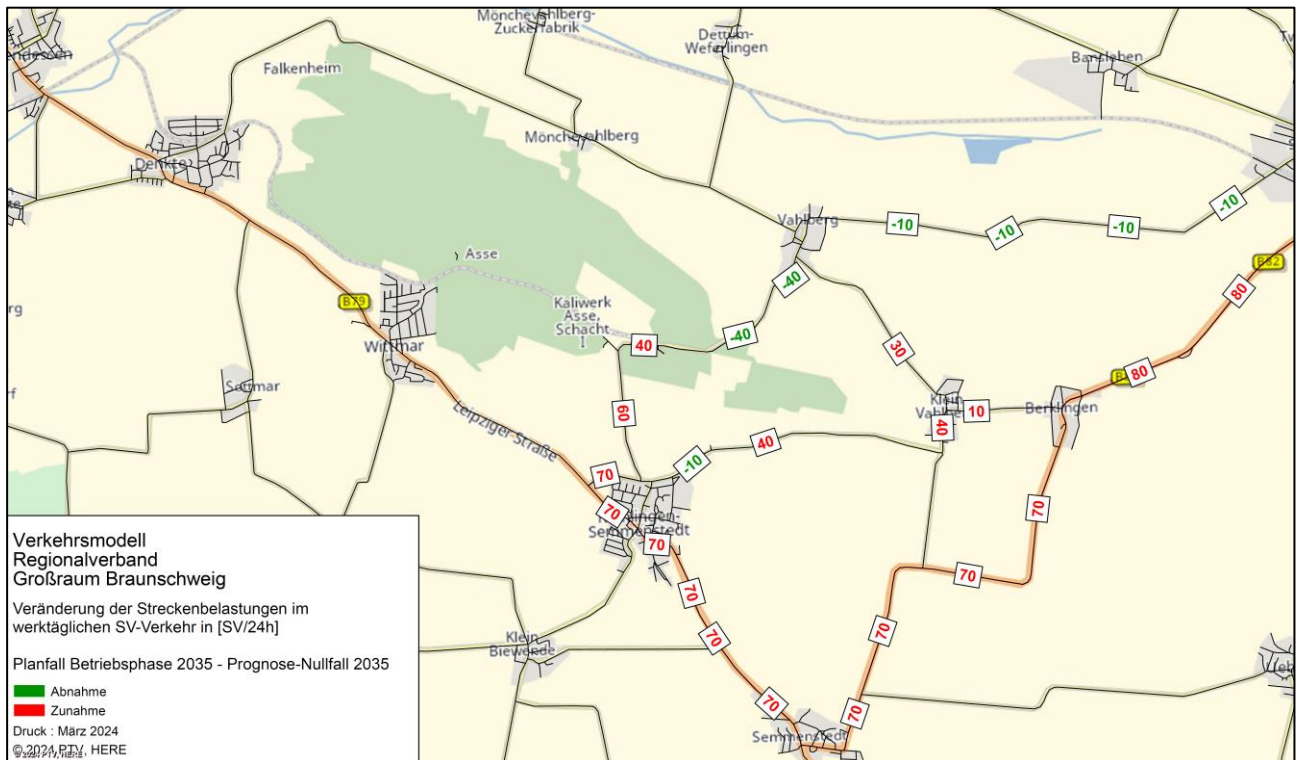 Mönchevahlberg-
Zuckerfabrik
Dettum-
Weferlingen
Bansleben
Falkenheim
Mönchevahlberg
Denkte
Vahlberg
-10
-10
-10
-10
Asse
B79
Kaliwerk
Asse,
Schacht
I
-40
-40
40
B82
80
80
30
Wittmar
Sottmar
Leipziger-Straße
60
Klein
10
Berklingen
40
40
-10
70
70
Semmenstedt
70
70
70
70
70
70
70
70
70
Klein
Biewende
Semmenstedt
Verkehrsmodell
Regionalverband
Großraum Braunschweig
Veränderung der Streckenbelastungen im
werktäglichen SV-Verkehr in [SV/24h]
Planfall Betriebsphase 2035 - Prognose-Nullfall 2035
Abnahme
Zunahme
Druck : März 2024
© 2024 PTV, HERE